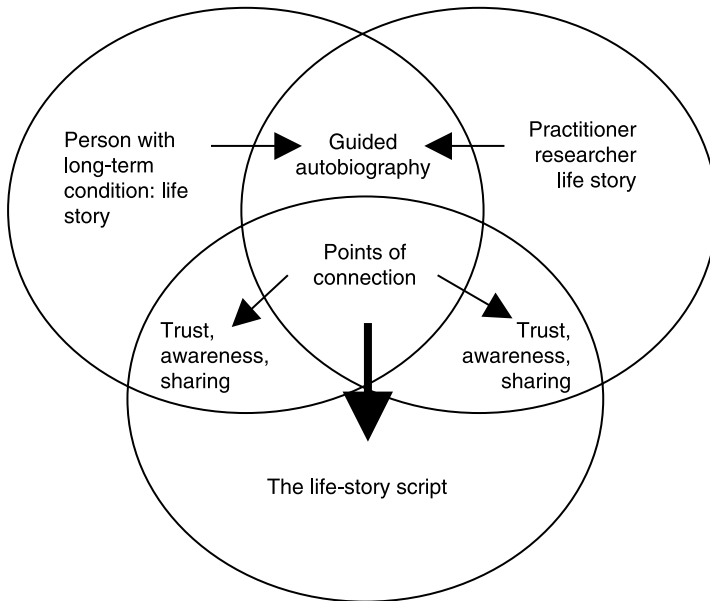 Person with
long-term
condition: life
story
Guided
autobiography
Practitioner
researcher
life story
Points of
connection
Trust,
awareness,
sharing
Trust,
awareness,
sharing
The life-story script